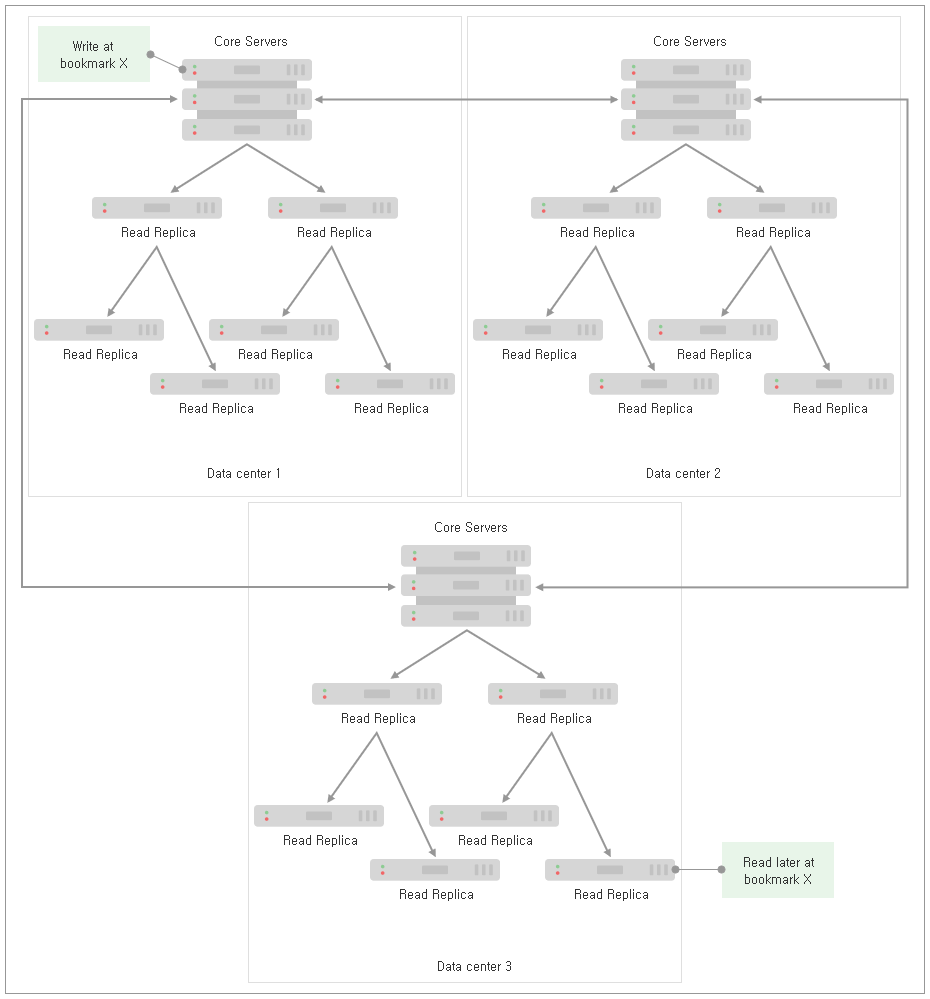 Write at
bookmark X
Core Servers
Read Replica
Read Replica
Read Replica
Read Replica
Read Replica
Read Replica
Data center 1
Core Servers
Read Replica
Read Replica
Read Replica
Read Replica
Read Replica
Read Replica
Data center 2
Core Servers
Read Replica
Read Replica
Read Replica
Read Replica
Read Replica
Read Replica
Read later at
bookmark X
Data center 3